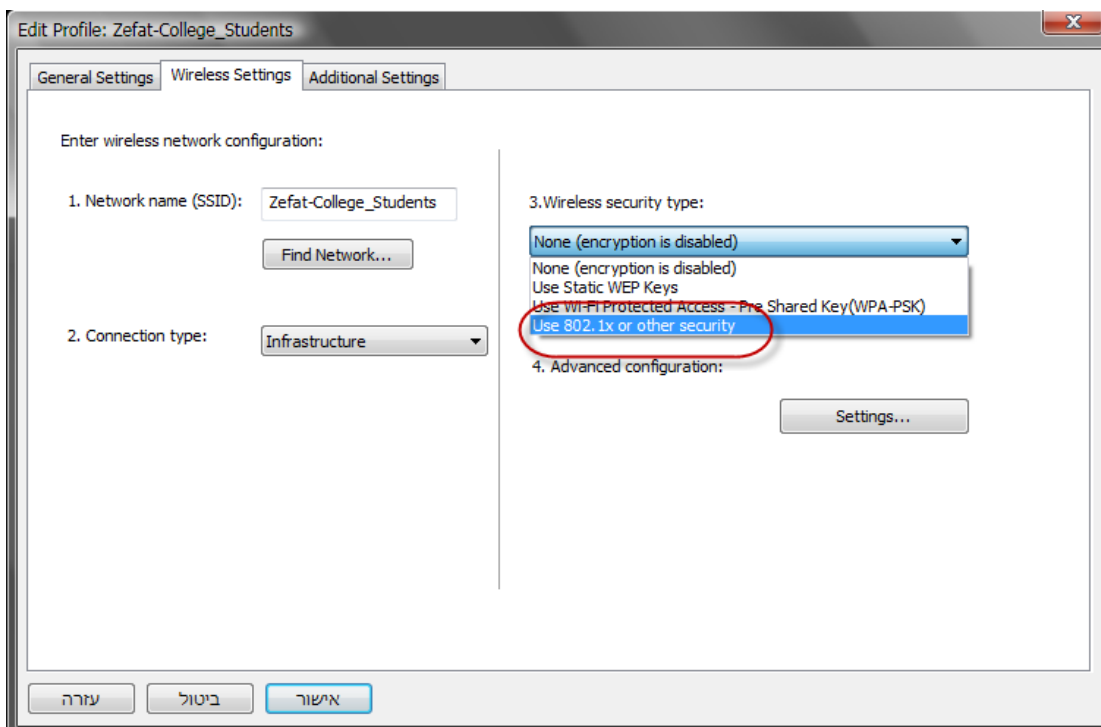 Edit Profile: Zefat-College_Students
X
General Settings
Wireless Settings
Additional Settings
Enter wireless network configuration:
1. Network name (SSID):
Zefat-College_Students
Find Network...
2. Connection type:
Infrastructure
3.Wireless security type:
None (encryption is disabled)
None (encryption is disabled)
Use Static WEP Keys
Use Wi-Fi Protected Access - Pre Shared Key(WPA-PSK)
Use 802.1x or other security
4. Advanced configuration:
Settings...
עזרה
ביטול
אישור